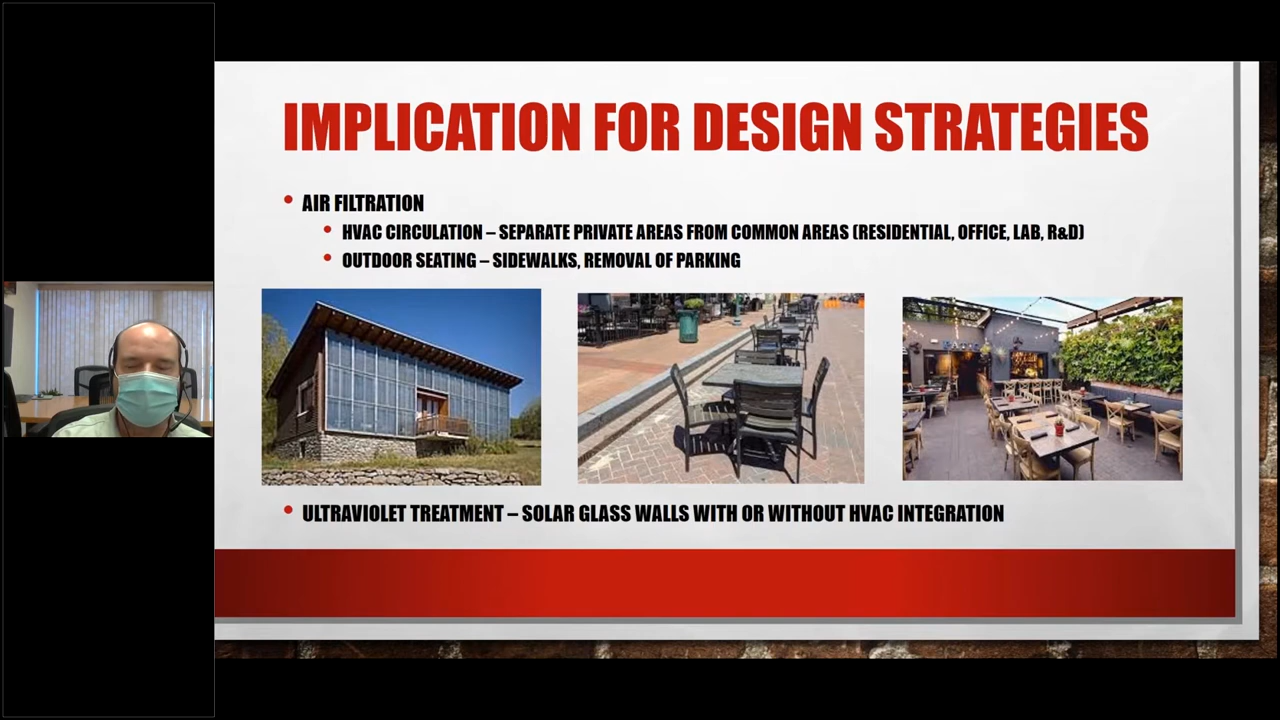 IMPLICATION FOR DESIGN STRATEGIES
• AIR FILTRATION
• HVAC CIRCULATION – SEPARATE PRIVATE AREAS FROM COMMON AREAS (RESIDENTIAL, OFFICE, LAB, R&D)
• OUTDOOR SEATING – SIDEWALKS, REMOVAL OF PARKING
• ULTRAVIOLET TREATMENT – SOLAR GLASS WALLS WITH OR WITHOUT HVAC INTEGRATION